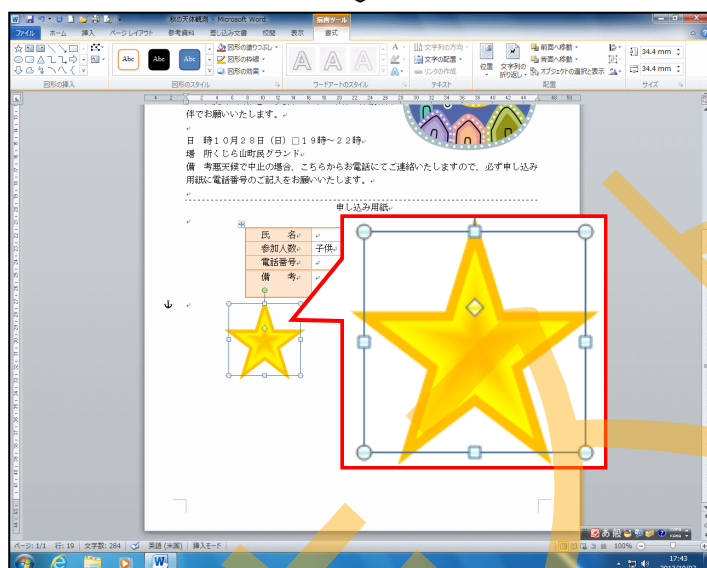 秋の天体観測 - Microsoft Word
描画ツール
ファイル ホーム 挿入 ページ レイアウト 参考資料 差し込み文書 校閲 表示 書式
Abc Abc Abc
図形の塗りつぶし
図形の枠線
図形の効果
A A A
文字列の方向
文字の配置
リンクの作成
位置
文字列の折り返し
前面へ移動
背面へ移動
オブジェクトの選択と表示
34.4 mm
34.4 mm
図形の挿入 図形のスタイル ワードアートのスタイル テキスト 配置 サイズ
伴でお願いいたします。
日 時10月28日(日)□19時~22時
場 所くじら山町民グランド
備 考悪天候で中止の場合、こちらからお電話にてご連絡いたしますので、必ず申し込み
用紙に電話番号のご記入をお願いいたします。
申し込み用紙
氏 名
参加人数 子供
電話番号
備 考
あ 般
CAPS
KANA
ページ: 1/1 行: 19 文字数: 284 英語 (米国) 挿入モード 100%
17:43